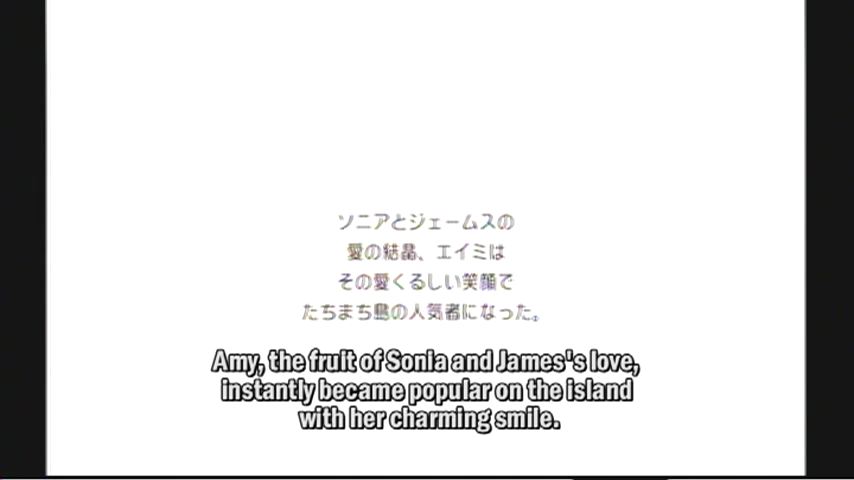 ソニアとジェームスの
愛の結晶、エイミは
その愛くるしい笑顔で
たちまち島の人気者になった。
Amy, the fruit of Sonia and James's love,
instantly became popular on the island
with her charming smile.